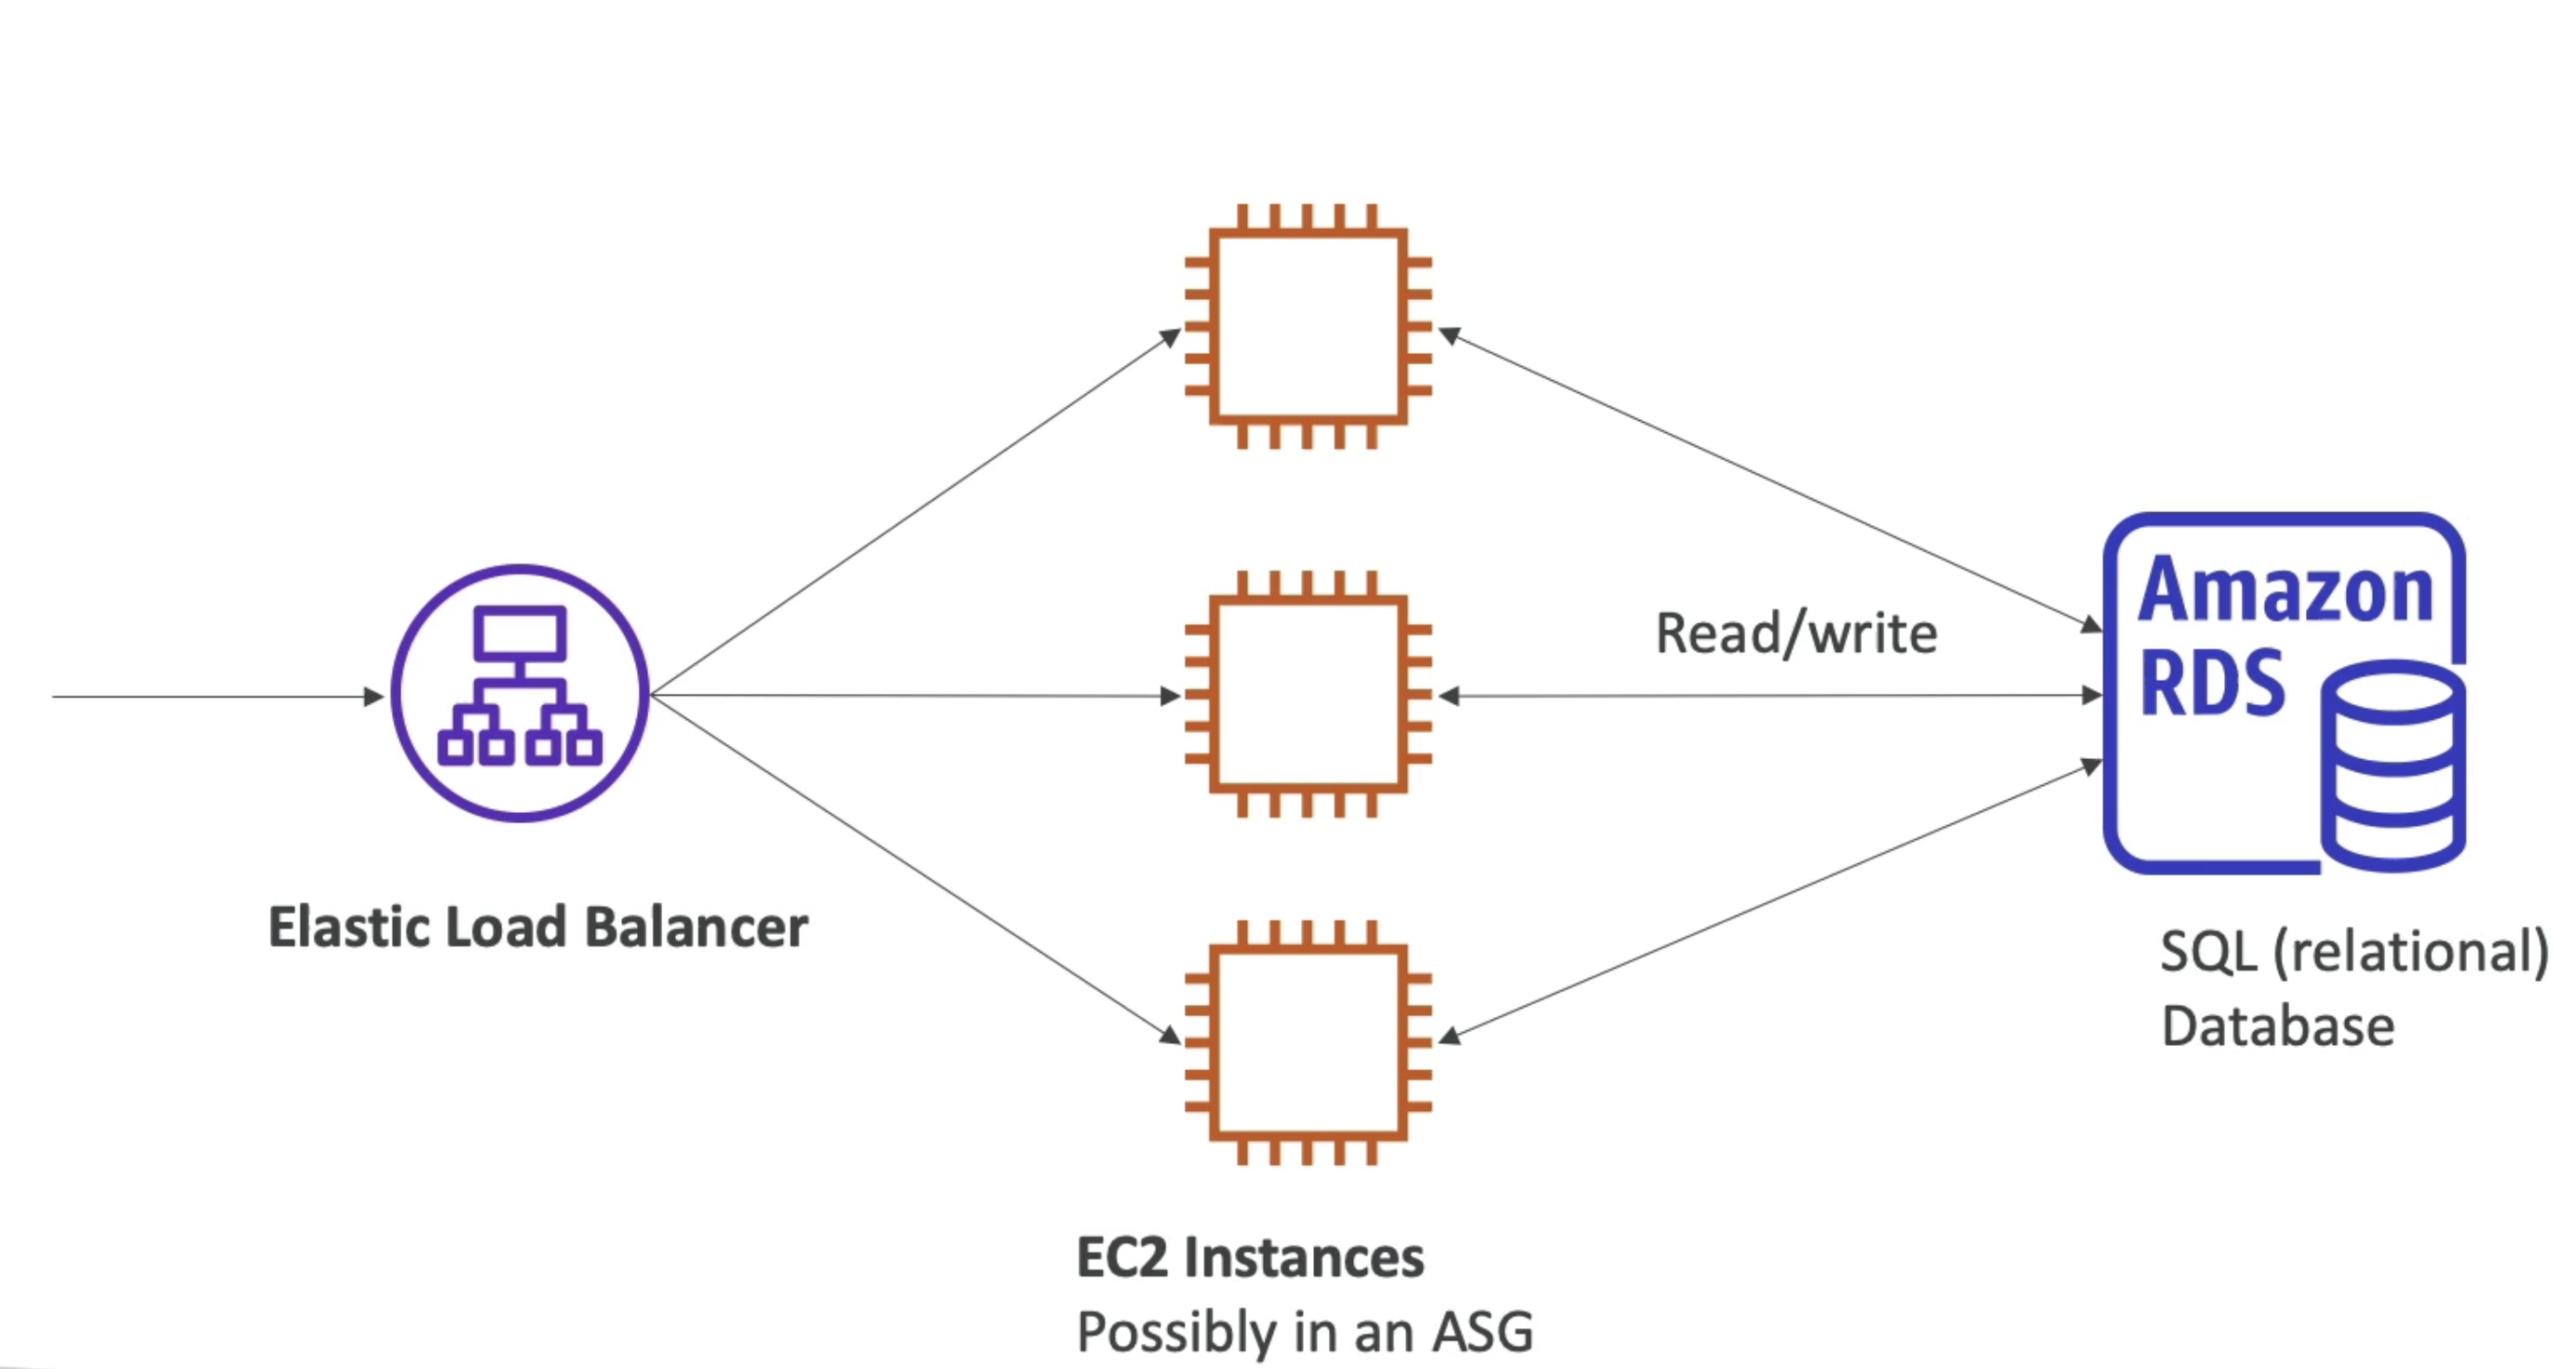 Elastic Load Balancer
EC2 Instances
Possibly in an ASG
Read/write
Amazon
RDS
SQL (relational)
Database